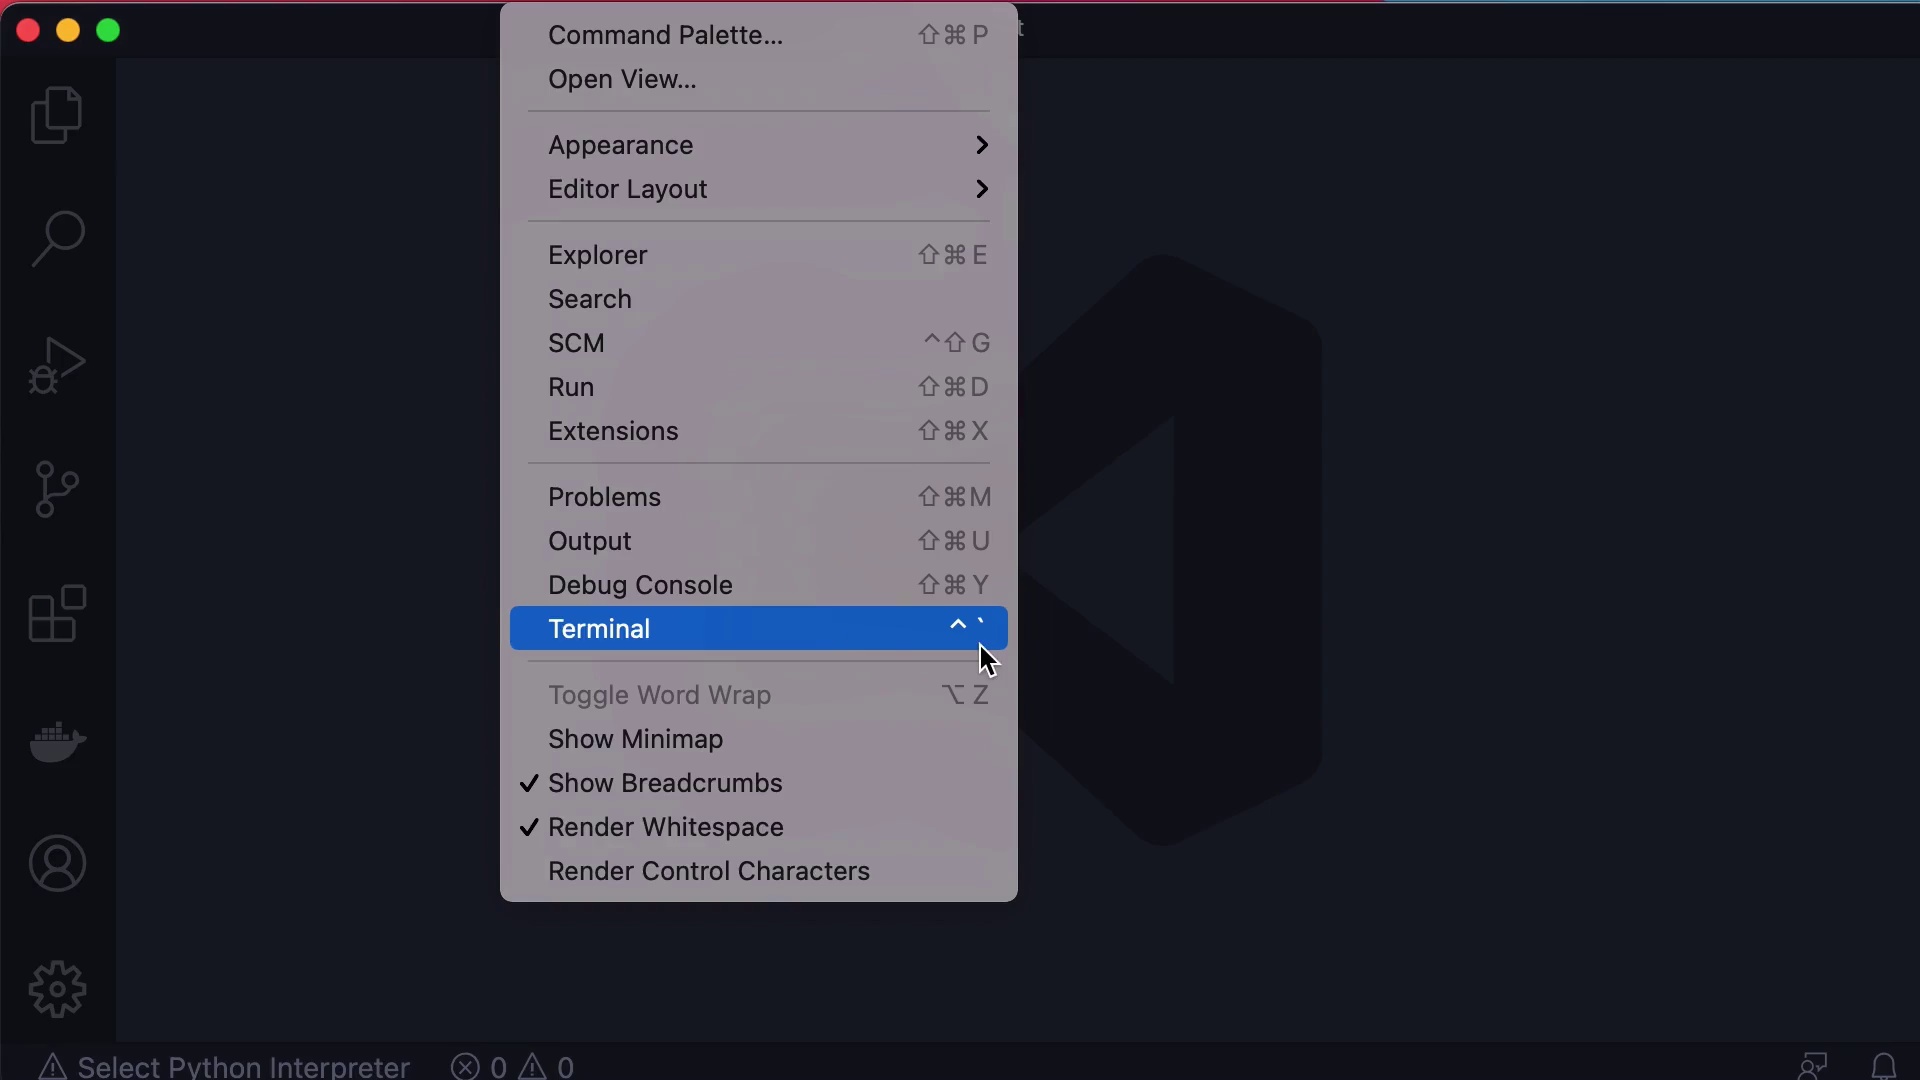 Command Palette... ⇧⌘P
Open View...
Appearance
Editor Layout
Explorer ⇧⌘E
Search
SCM ^⇧G
Run ⇧⌘D
Extensions ⇧⌘X
Problems ⇧⌘M
Output ⇧⌘U
Debug Console ⇧⌘Y
Terminal ^`
Toggle Word Wrap ⌥Z
Show Minimap
✓ Show Breadcrumbs
✓ Render Whitespace
Render Control Characters
Select Python Interpreter 0 0